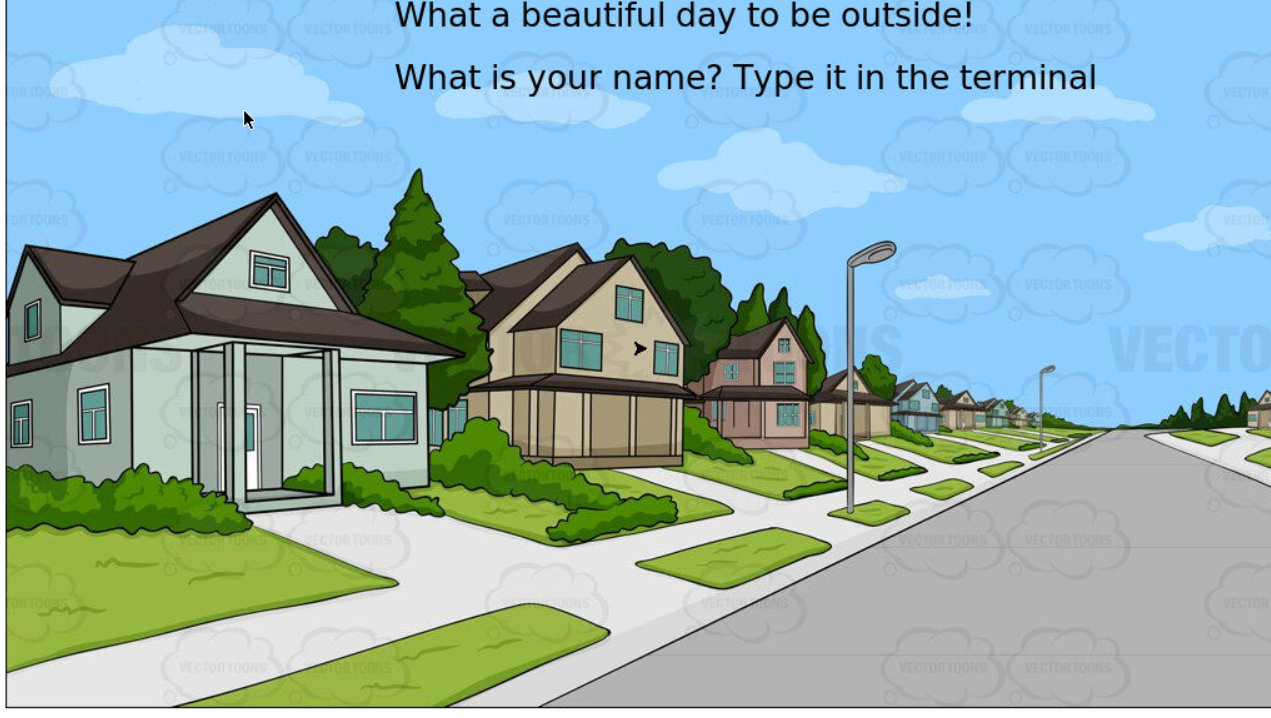 What a beautiful day to be outside!
What is your name? Type it in the terminal
VECTORTOONS